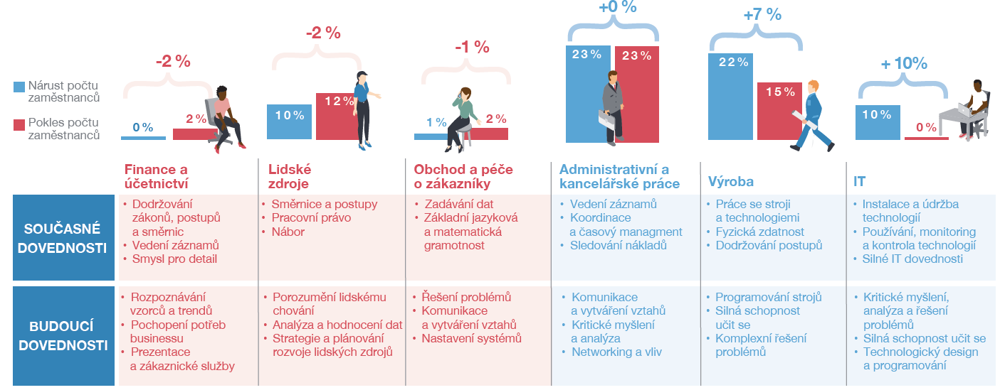 Nárust počtu
zaměstnanců
Pokles počtu
zaměstnanců
-2 %
0 %
2 %
-2 %
10 %
12 %
-1 %
1 %
2 %
+0 %
23 %
23 %
+7 %
22 %
15 %
+ 10%
10 %
0 %
Finance a
účetnictví
Lidské
zdroje
Obchod a péče
o zákazníky
Administrativní a
kancelářské práce
Výroba
IT
SOUČASNÉ
DOVEDNOSTI
• Dodržování
zákonů, postupů
a směrnic
• Vedení záznamů
• Smysl pro detail
• Směrnice a postupy
• Pracovní právo
• Nábor
• Zadávání dat
• Základní jazyková
a matematická
gramotnost
• Vedení záznamů
• Koordinace
a časový managment
• Sledování nákladů
• Práce se stroji
a technologiemi
• Fyzická zdatnost
• Dodržování postupů
• Instalace a údržba
technologií
• Používání, monitoring
a kontrola technologií
• Silné IT dovednosti
BUDOUCÍ
DOVEDNOSTI
• Rozpoznávání
vzorců a trendů
• Pochopení potřeb
businessu
• Prezentace
a zákaznické služby
• Porozumění lidskému
chování
• Analýza a hodnocení dat
• Strategie a plánování
rozvoje lidských zdrojů
• Řešení problémů
• Komunikace
a vytváření vztahů
• Nastavení systémů
• Komunikace
a vytváření vztahů
• Kritické myšlení
a analýza
• Networking a vliv
• Programování strojů
• Silná schopnost
učit se
• Komplexní řešení
problémů
• Kritické myšlení,
analýza a řešení
problémů
• Silná schopnost učit se
• Technologický design
a programování